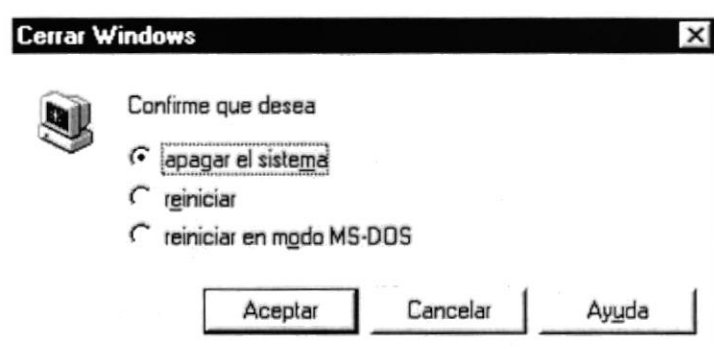 Cerrar Windows
Confirme que desea
apagar el sistema
reiniciar
reiniciar en modo MS-DOS
Aceptar Cancelar Ayuda